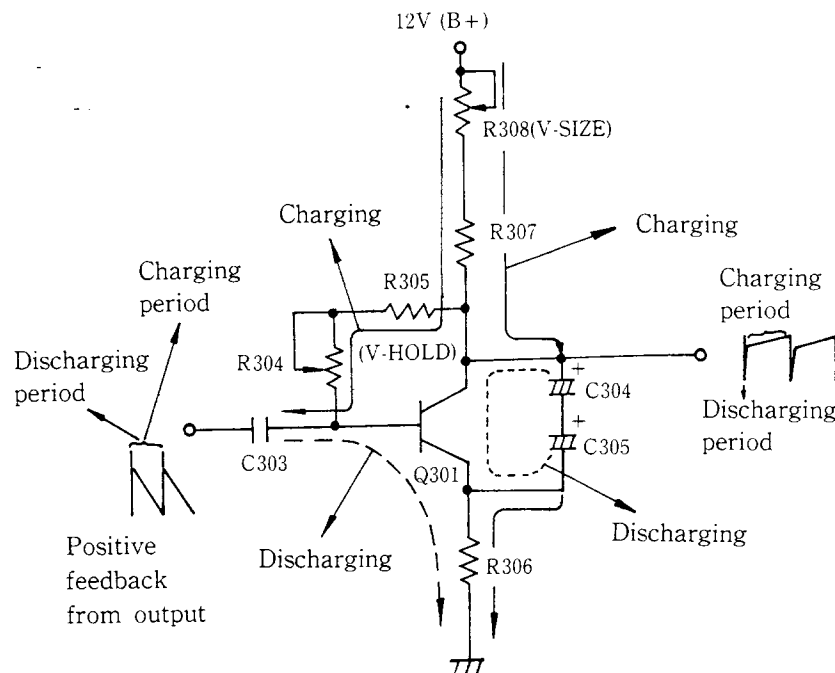 12V (B+)
R308(V-SIZE)
Charging
R307
Charging
Charging
period
R305
Charging
period
Discharging
period
R304
(V-HOLD)
+
C304
+
C305
Discharging
period
C303
Q301
Discharging
Discharging
R306
Positive
feedback
from output